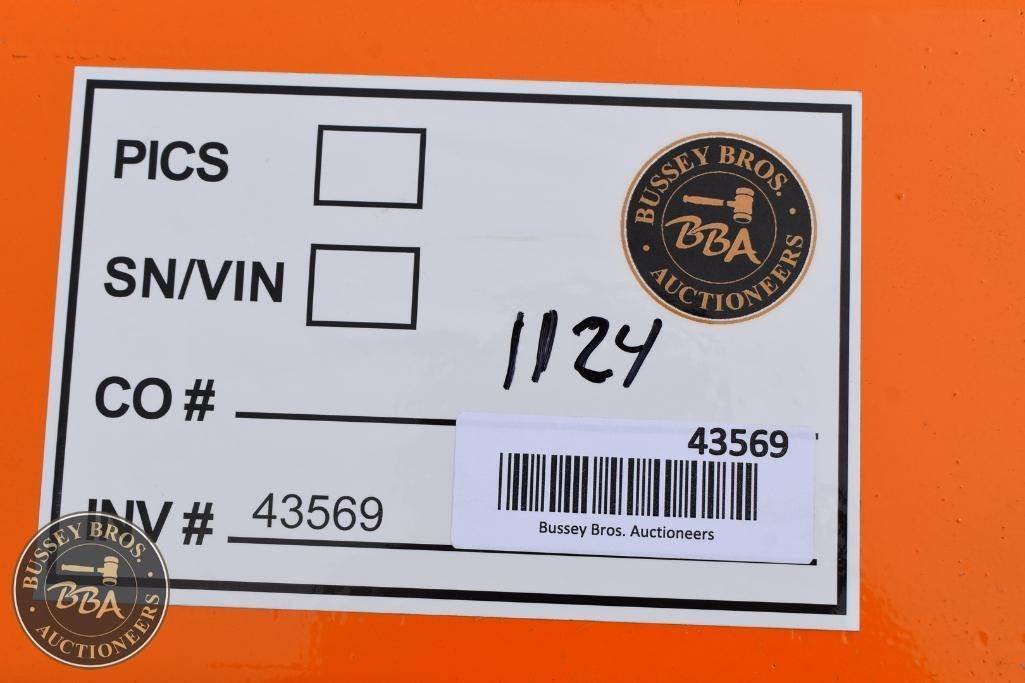 PICS
BUSSEY BROS.
BBA
AUCTIONEERS
SN/VIN
1124
CO #
43569
Bussey Bros. Auctioneers
INV # 43569
BUSSEY BROS.
BBA
AUCTIONEERS